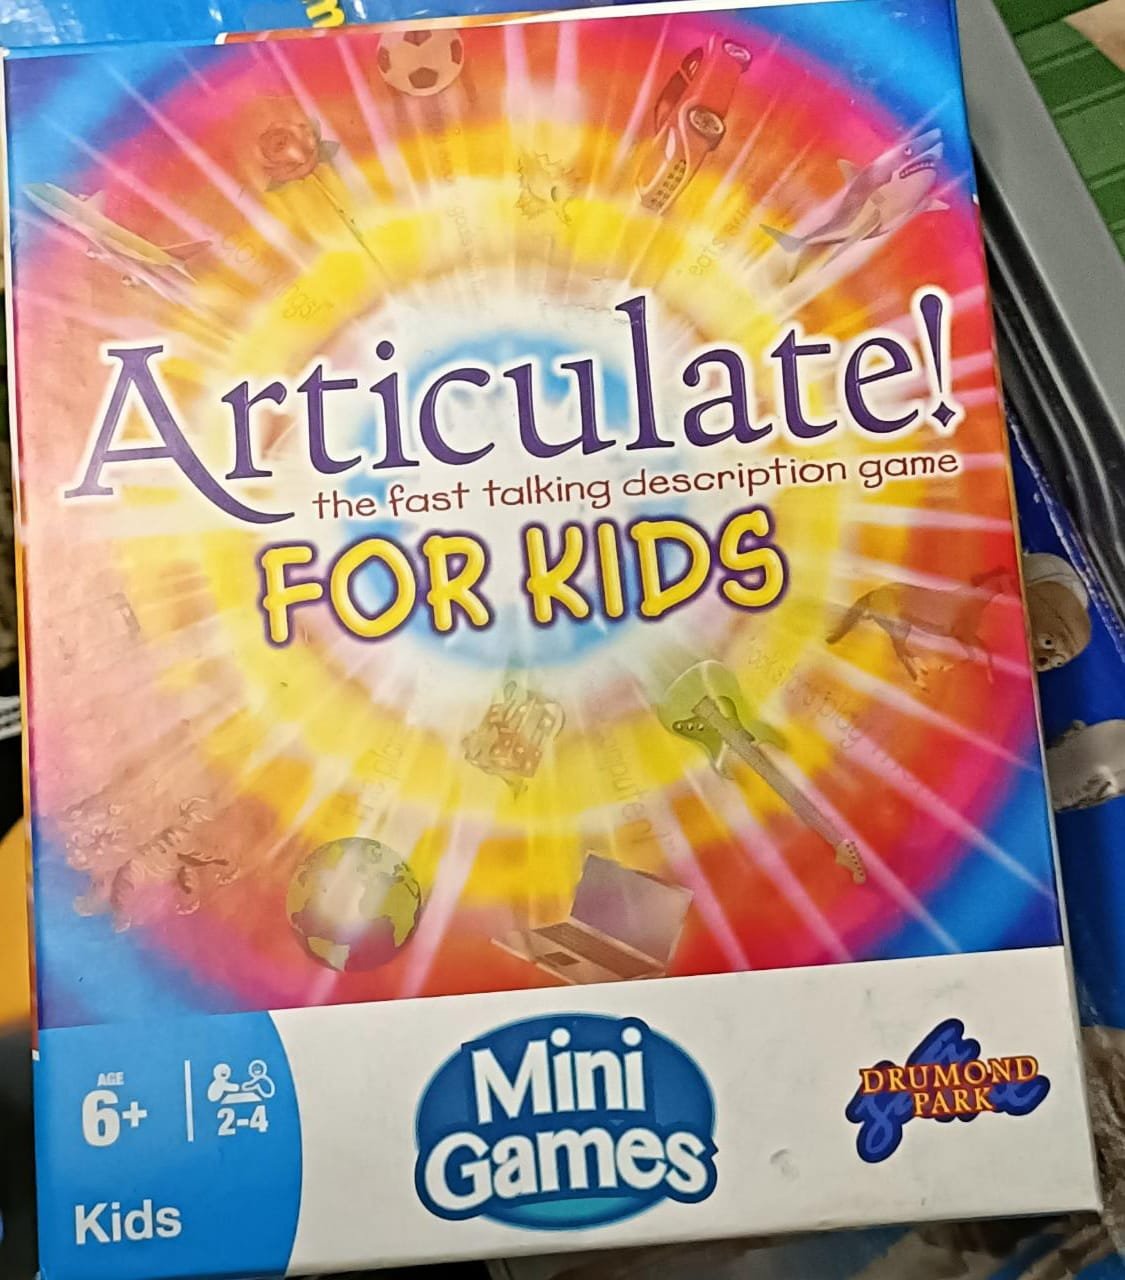 Articulate!
the fast talking description game
FOR KIDS
AGE
6+
2-4
Kids
Mini
Games
DRUMOND
PARK